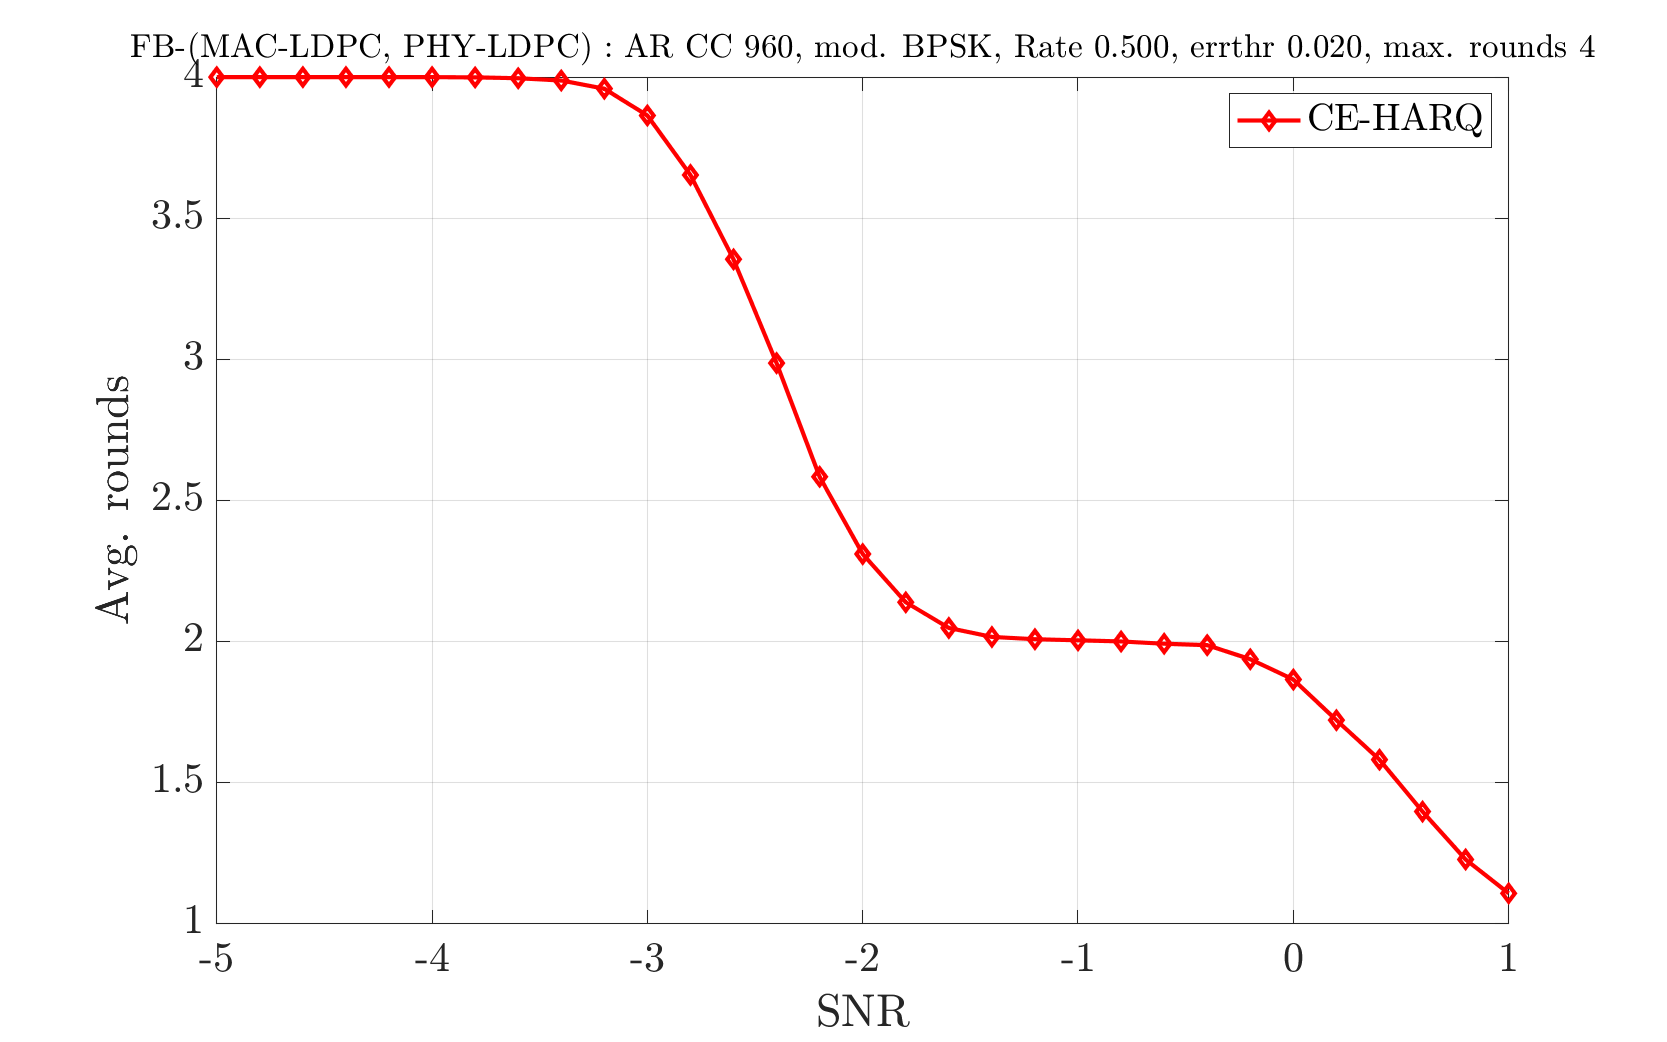 FB-(MAC-LDPC, PHY-LDPC) : AR CC 960, mod. BPSK, Rate 0.500, errthr 0.020, max. rounds 4
CE-HARQ
Avg. rounds
4
3.5
3
2.5
2
1.5
1
-5 -4 -3 -2 -1 0 1
SNR